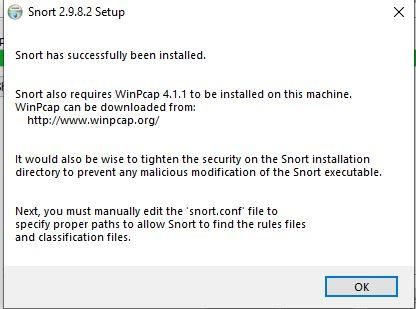 Snort 2.9.8.2 Setup
Snort has successfully been installed.
Snort also requires WinPcap 4.1.1 to be installed on this machine.
WinPcap can be downloaded from:
http://www.winpcap.org/
It would also be wise to tighten the security on the Snort installation
directory to prevent any malicious modification of the Snort executable.
Next, you must manually edit the 'snort.conf' file to
specify proper paths to allow Snort to find the rules files
and classification files.
OK